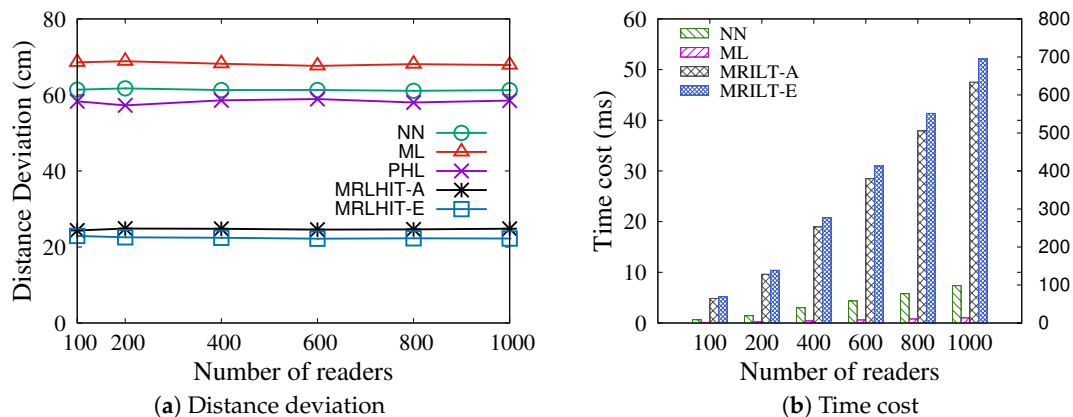 80
60
40
20
0
Distance Deviation (cm)
NN
ML
PHL
MRLHIT-A
MRLHIT-E
100 200 400 600 800 1000
Number of readers
(a) Distance deviation
60
50
40
30
20
10
0
Time cost (ms)
NN
ML
MRILT-A
MRILT-E
800
700
600
500
400
300
200
100
0
100 200 400 600 800 1000
Number of readers
(b) Time cost